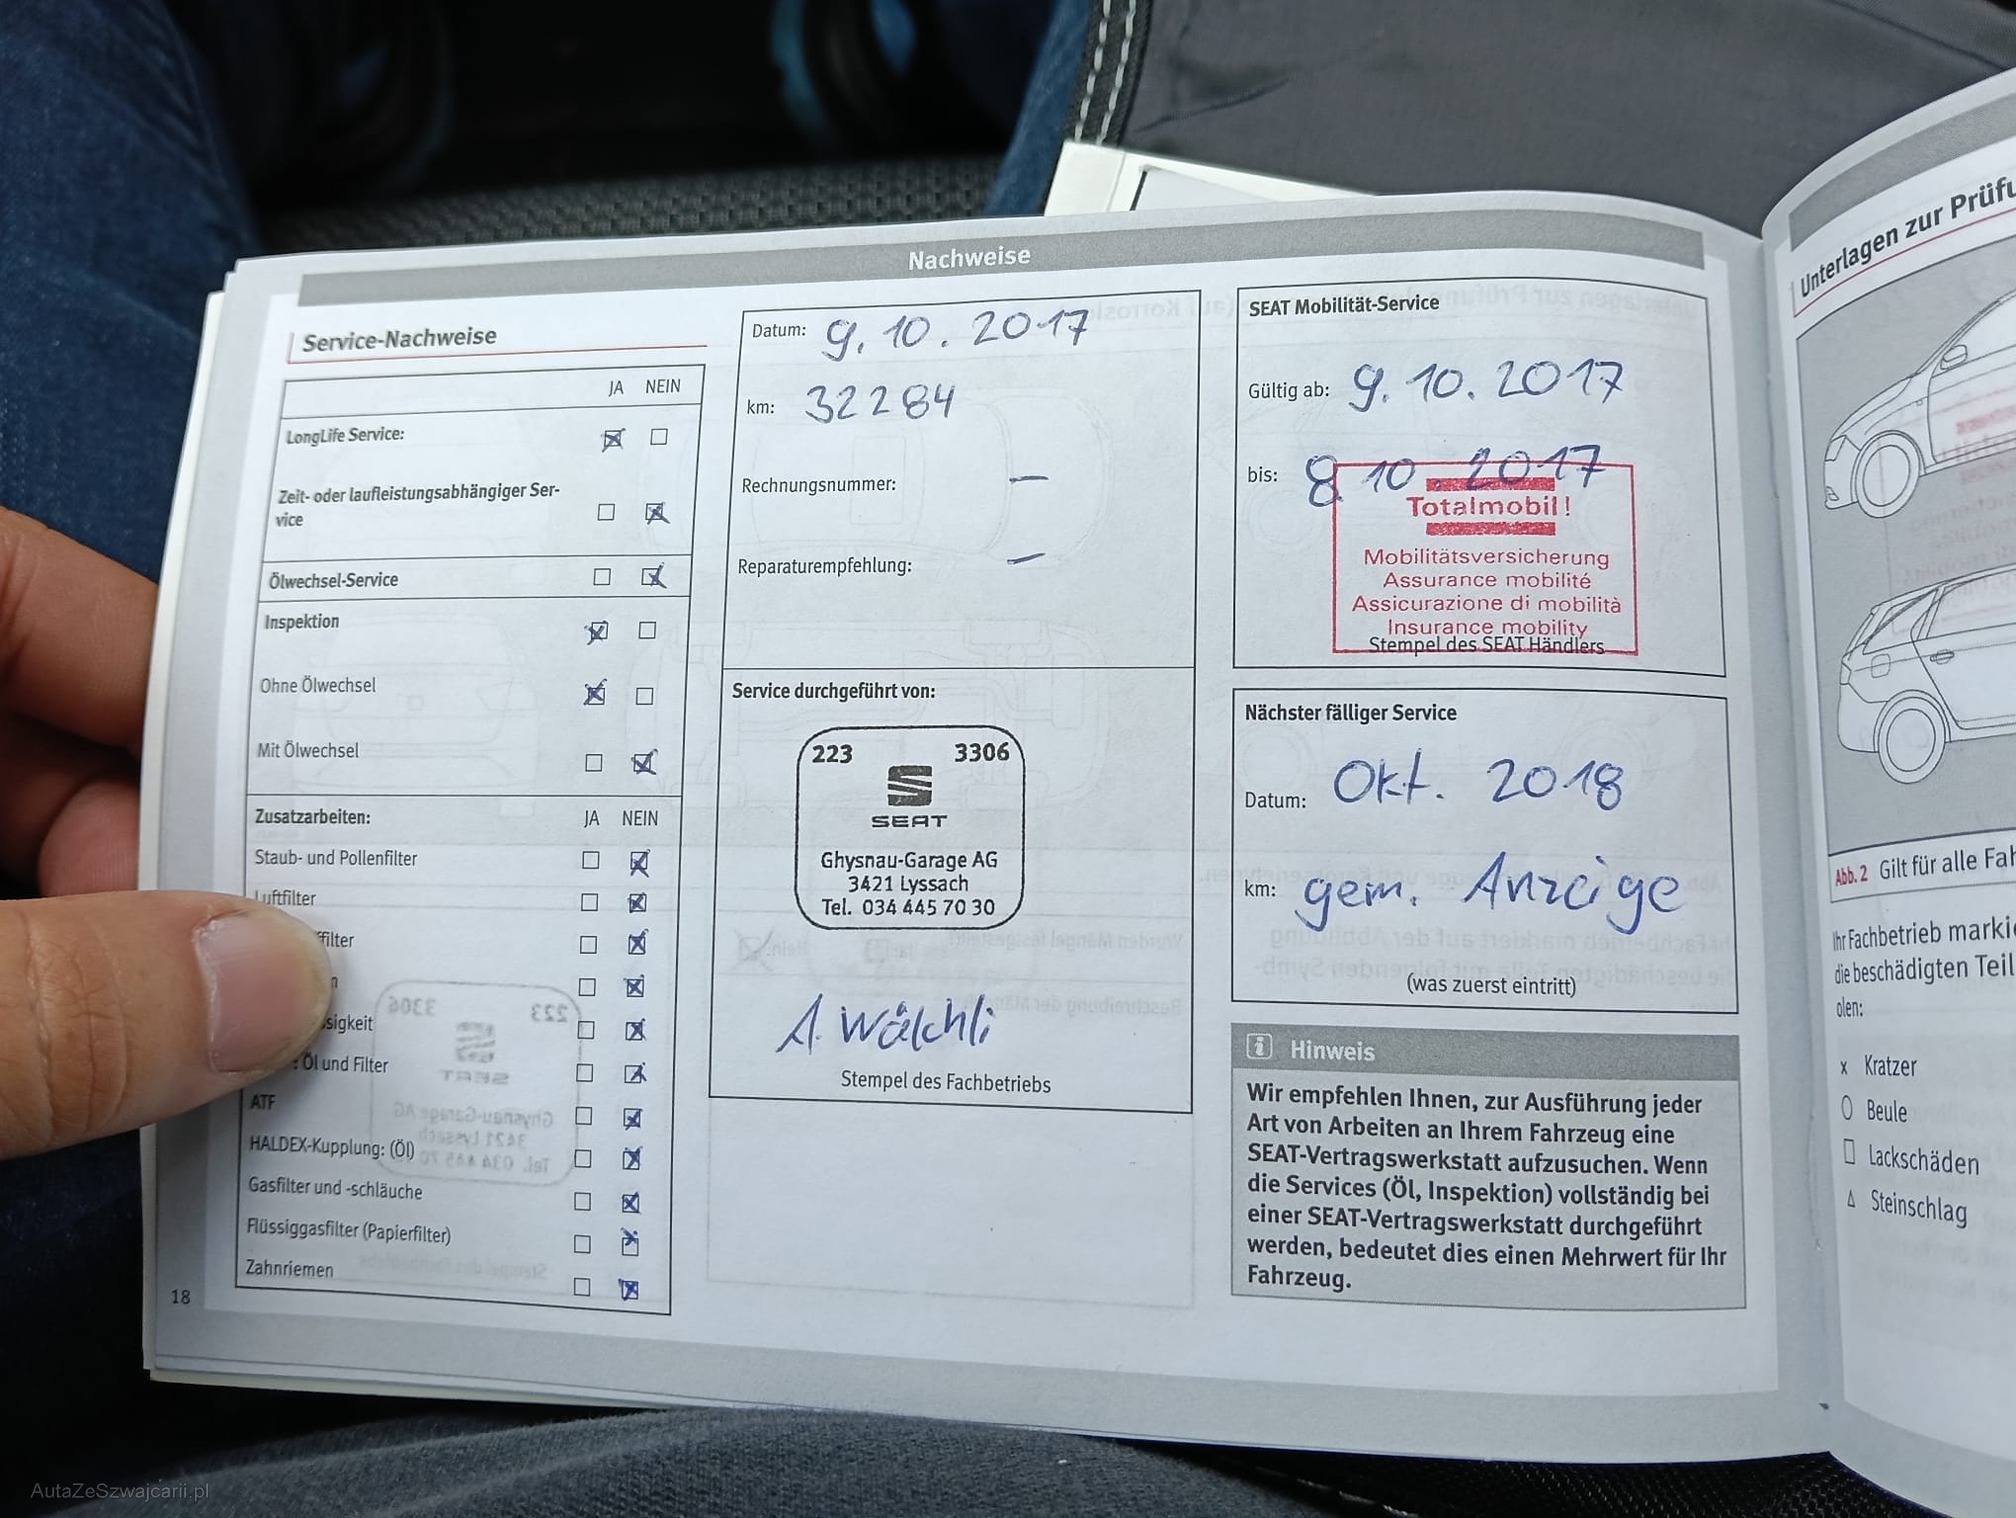 Nachweise
Service-Nachweise
JA NEIN
LongLife Service:
Zeit- oder laufleistungsabhängiger Ser-
vice
Ölwechsel-Service
Inspektion
Ohne Ölwechsel
Mit Ölwechsel
Zusatzarbeiten: JA NEIN
Staub- und Pollenfilter
Luftfilter
filter
sigkeit
Öl und Filter
ATF
HALDEX-Kupplung: (Öl)
Gasfilter und -schläuche
Flüssiggasfilter (Papierfilter)
Zahnriemen
18
Datum: 9. 10. 2017
km: 32284
Rechnungsnummer: —
Reparaturempfehlung: —
Service durchgeführt von:
223 3306
SEAT
Ghysnau-Garage AG
3421 Lyssach
Tel. 034 445 70 30
A. Wälchli
Stempel des Fachbetriebs
SEAT Mobilität-Service
Gültig ab: 9. 10. 2017
bis: 8. 10. 2017
Totalmobil!
Mobilitätsversicherung
Assurance mobilité
Assicurazione di mobilità
Insurance mobility
Stempel des SEAT Händlers
Nächster fälliger Service
Datum: Okt. 2018
km: gem. Anzeige
(was zuerst eintritt)
Hinweis
Wir empfehlen Ihnen, zur Ausführung jeder
Art von Arbeiten an Ihrem Fahrzeug eine
SEAT-Vertragswerkstatt aufzusuchen. Wenn
die Services (Öl, Inspektion) vollständig bei
einer SEAT-Vertragswerkstatt durchgeführt
werden, bedeutet dies einen Mehrwert für Ihr
Fahrzeug.
Unterlagen zur Prüfu
Abb. 2 Gilt für alle Fah
Ihr Fachbetrieb markie
die beschädigten Teil
olen:
x Kratzer
Beule
Lackschäden
Steinschlag
AutaZeSzwajcarii.pl